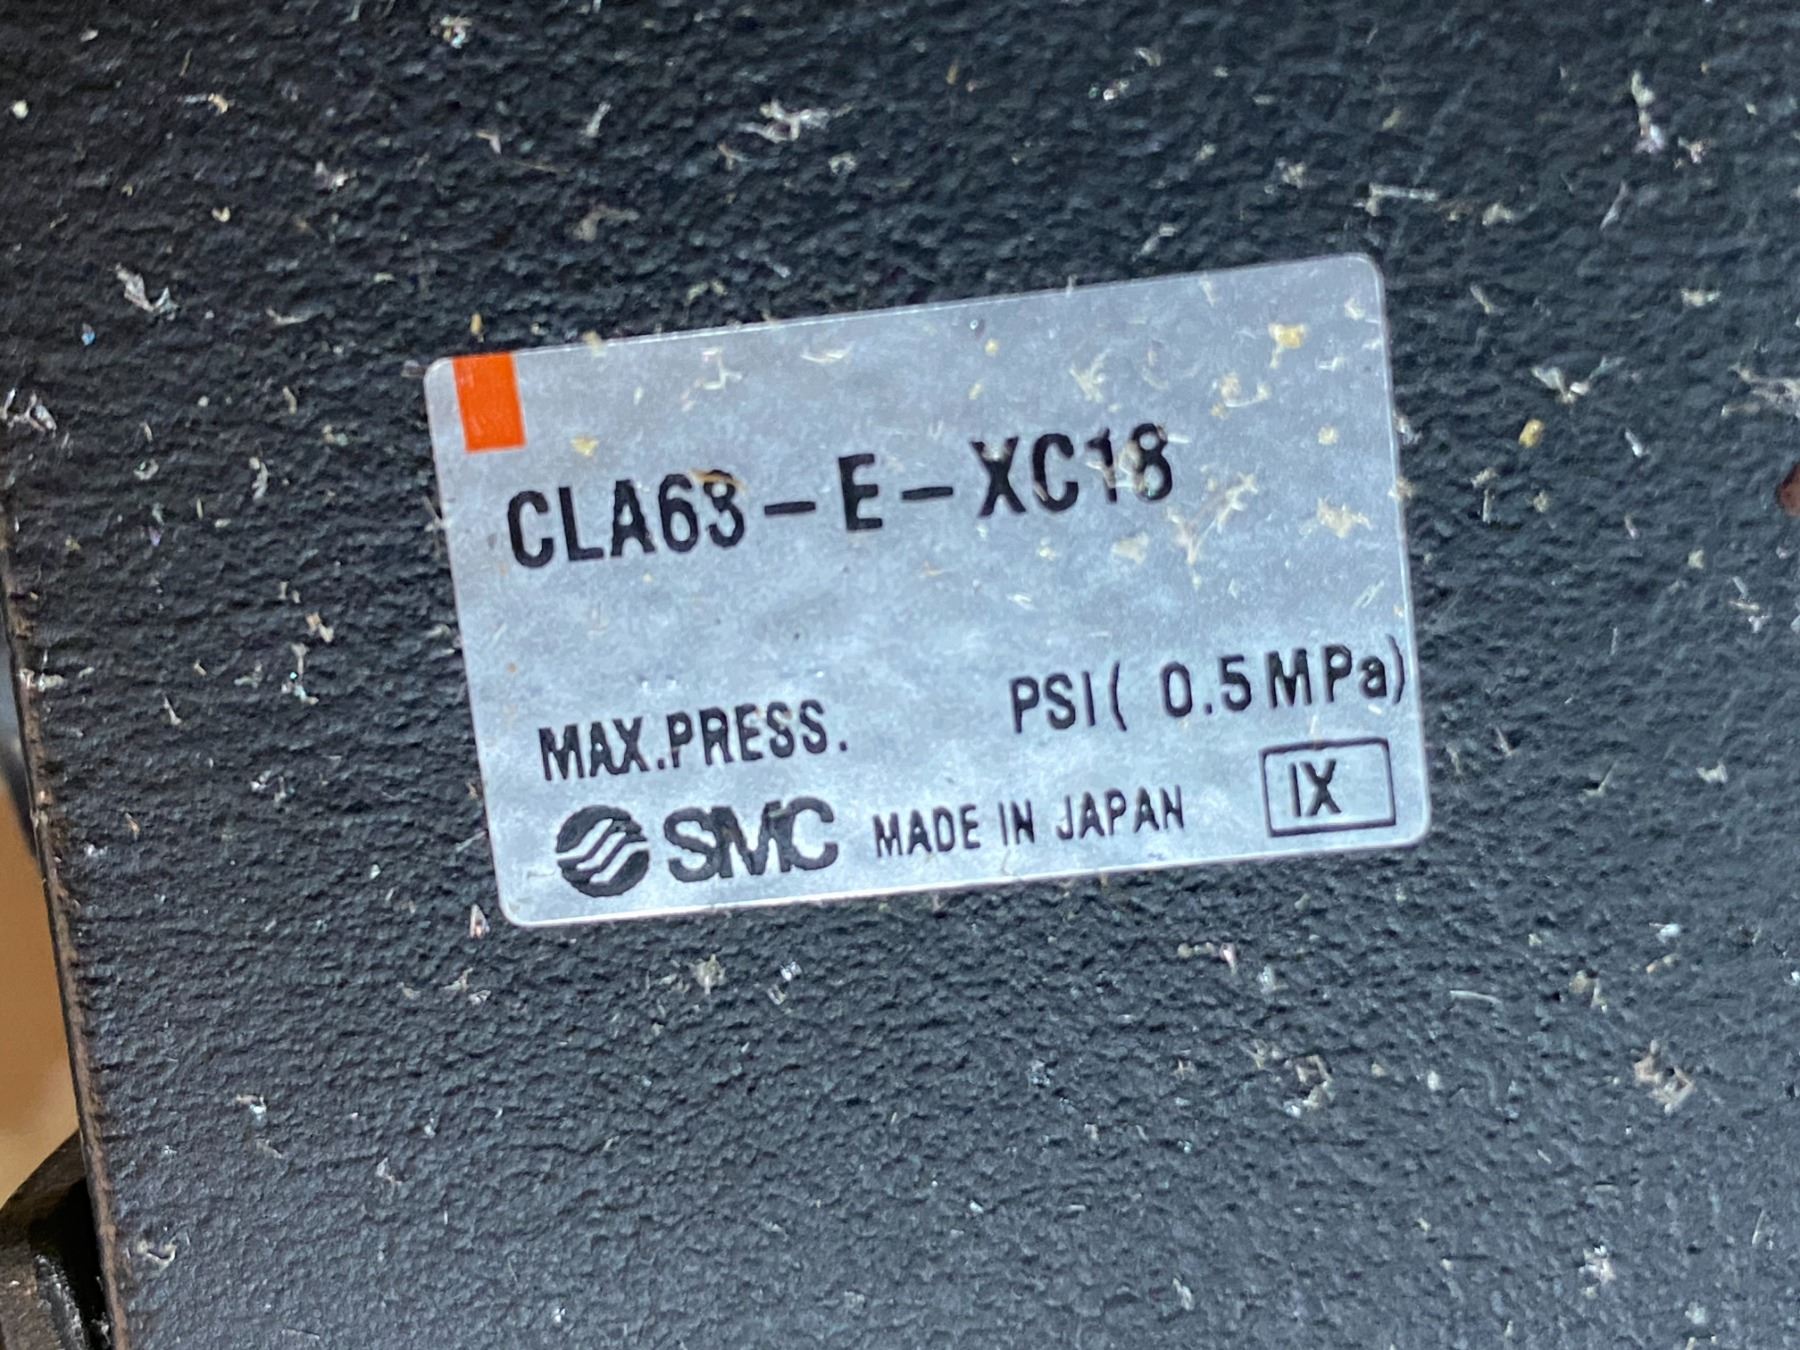 CLA63-E-XC18
MAX.PRESS. PSI( 0.5MPa)
SMC MADE IN JAPAN IX